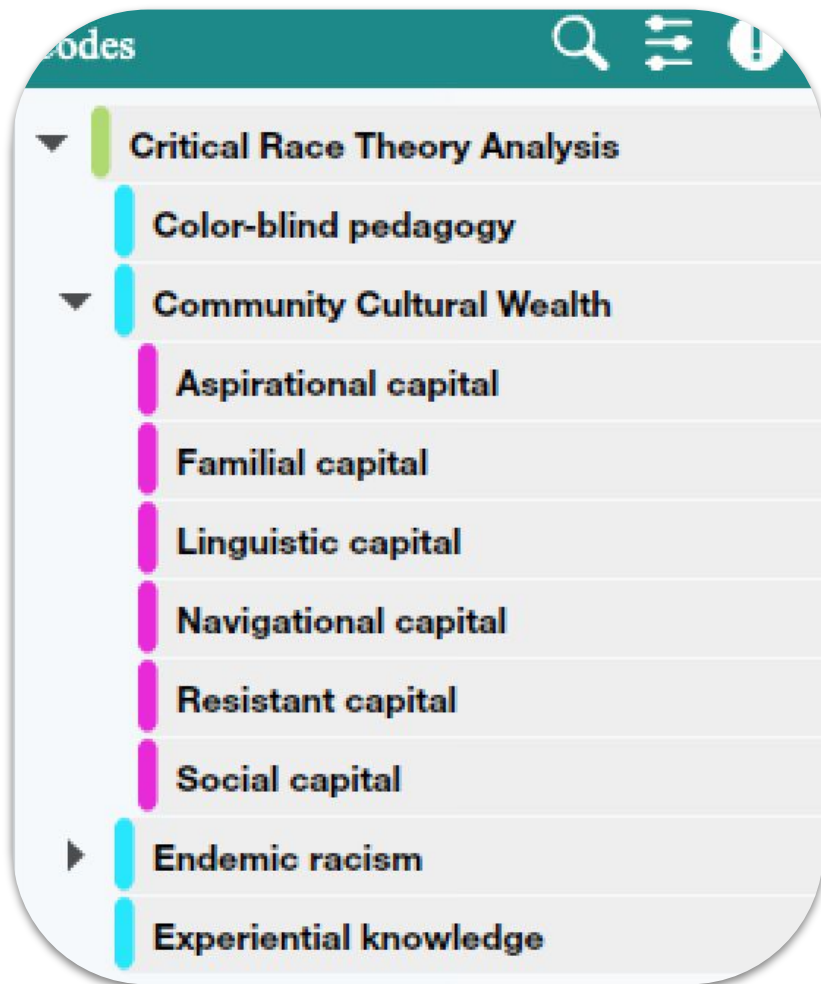 odes
Critical Race Theory Analysis
Color-blind pedagogy
Community Cultural Wealth
Aspirational capital
Familial capital
Linguistic capital
Navigational capital
Resistant capital
Social capital
Endemic racism
Experiential knowledge